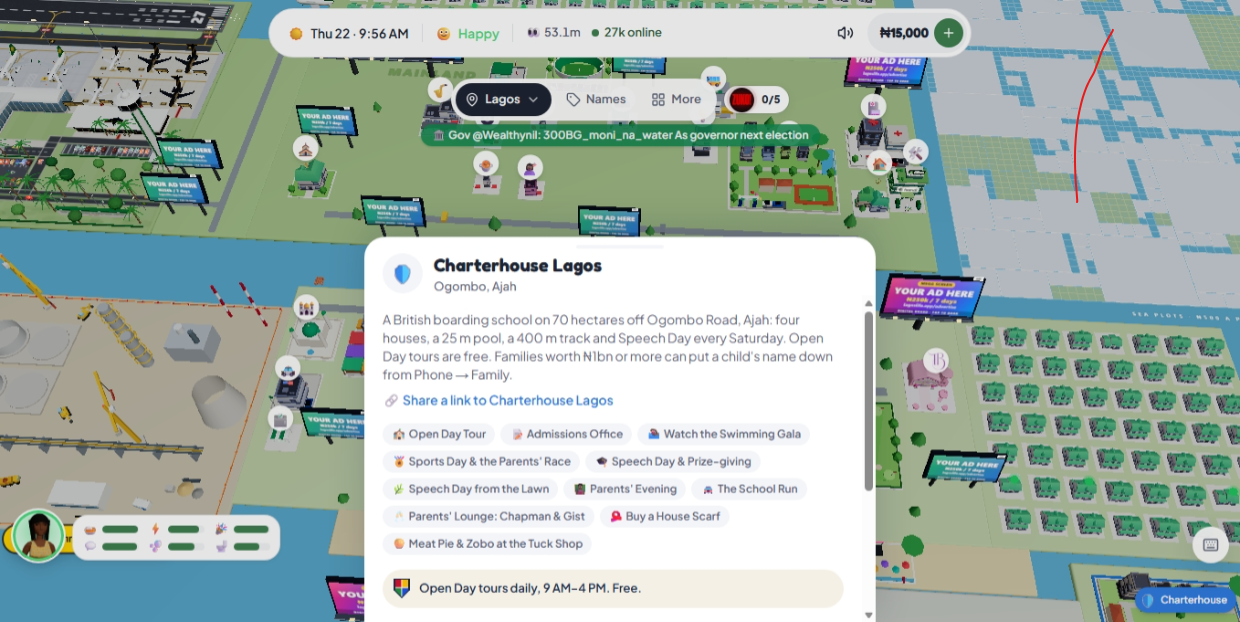 Thu 22 · 9:56 AM
Happy
53.1m
27k online
₦15,000
+
MAINLAND
Lagos
Names
More
0/5
Gov @Wealthynil: 300BG_moni_na_water As governor next election
YOUR AD HERE
YOUR AD HERE
YOUR AD HERE
YOUR AD HERE
YOUR AD HERE
YOUR AD HERE
YOUR AD HERE
₦250k / 7 days
YOUR AD HERE
YOUR AD HERE
SEA PLOTS
TB
Charterhouse Lagos
Ogombo, Ajah
A British boarding school on 70 hectares off Ogombo Road, Ajah: four
houses, a 25 m pool, a 400 m track and Speech Day every Saturday. Open
Day tours are free. Families worth ₦1bn or more can put a child's name down
from Phone → Family.
Share a link to Charterhouse Lagos
Open Day Tour
Admissions Office
Watch the Swimming Gala
Sports Day & the Parents' Race
Speech Day & Prize-giving
Speech Day from the Lawn
Parents' Evening
The School Run
Parents' Lounge: Chapman & Gist
Buy a House Scarf
Meat Pie & Zobo at the Tuck Shop
Open Day tours daily, 9 AM–4 PM. Free.
Charterhouse